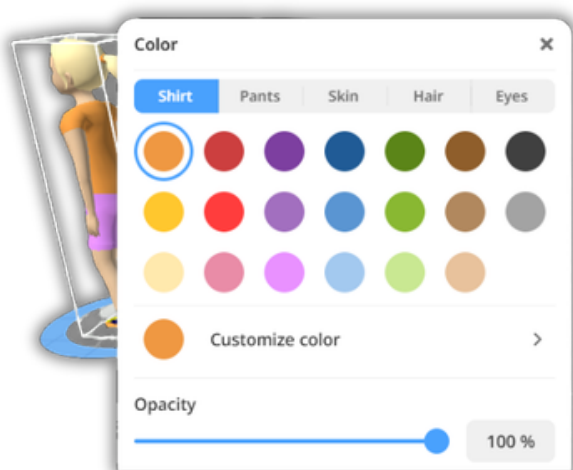 Color
Shirt Pants Skin Hair Eyes
Customize color
Opacity
100 %